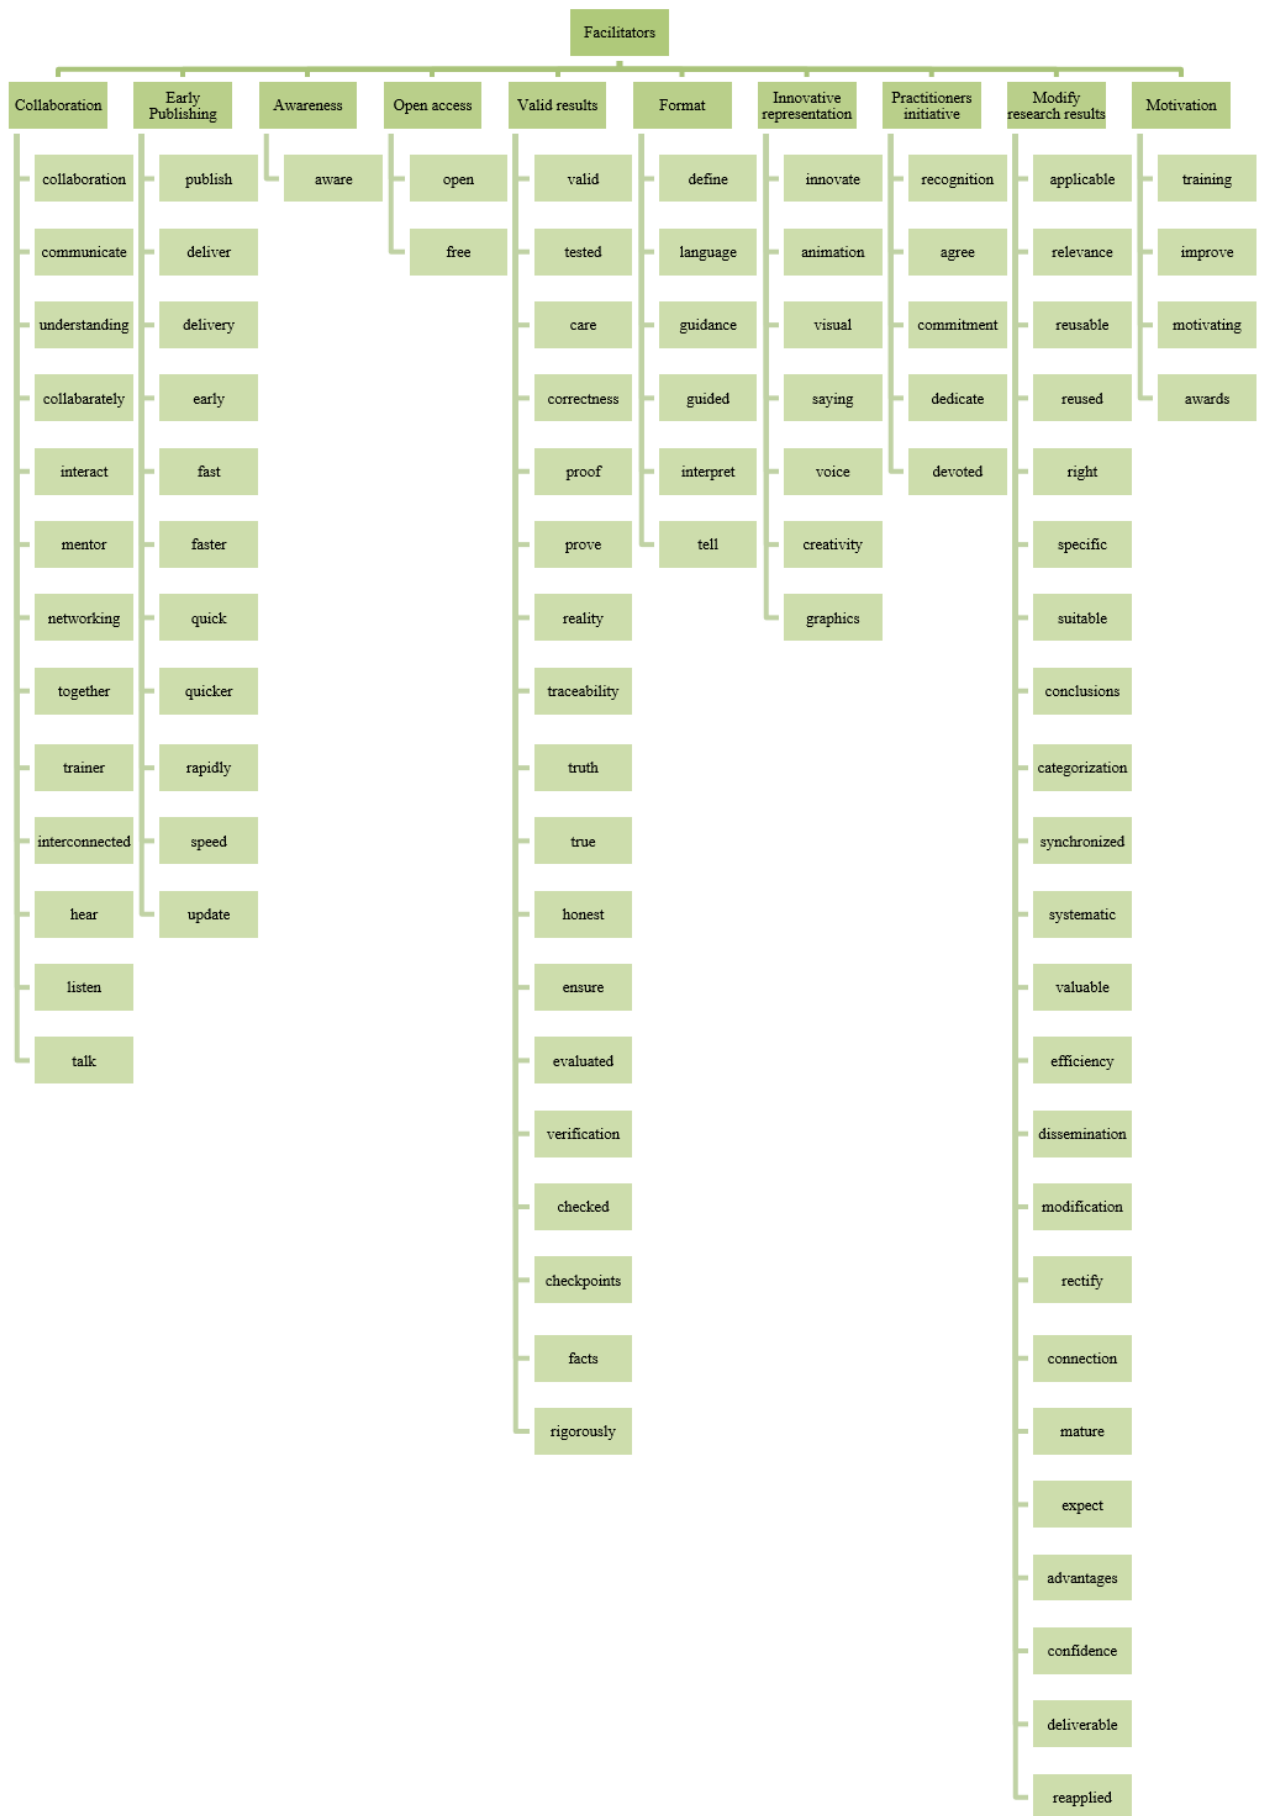 Facilitators
Collaboration
collaboration
communicate
understanding
collabarately
interact
mentor
networking
together
trainer
interconnected
hear
listen
talk
Early
Publishing
publish
deliver
delivery
early
fast
faster
quick
quicker
rapidly
speed
update
Awareness
aware
Open access
open
free
Valid results
valid
tested
care
correctness
proof
prove
reality
traceability
truth
true
honest
ensure
evaluated
verification
checked
checkpoints
facts
rigorously
Format
define
language
guidance
guided
interpret
tell
Innovative
representation
innovate
animation
visual
saying
voice
creativity
graphics
Practitioners
initiative
recognition
agree
commitment
dedicate
devoted
Modify
research results
applicable
relevance
reusable
reused
right
specific
suitable
conclusions
categorization
synchronized
systematic
valuable
efficiency
dissemination
modification
rectify
connection
mature
expect
advantages
confidence
deliverable
reapplied
Motivation
training
improve
motivating
awards